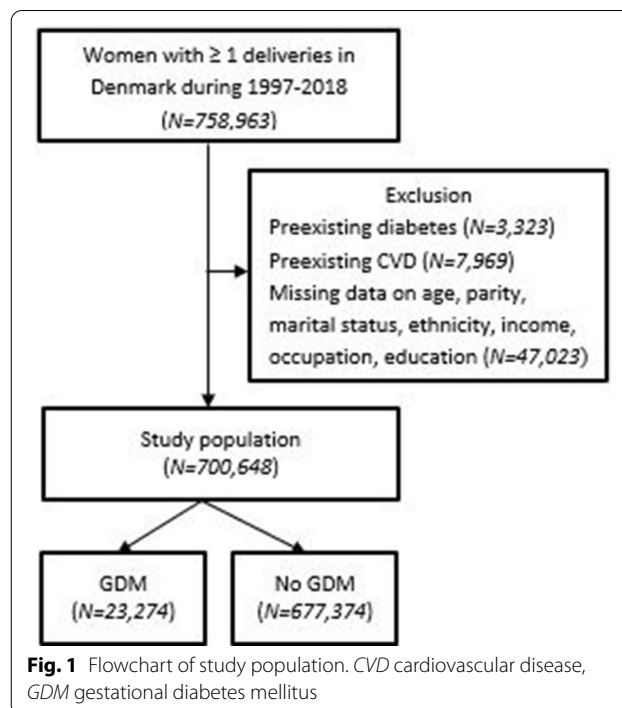 Women with ≥ 1 deliveries in
Denmark during 1997-2018
(N=758,963)
Exclusion
Preexisting diabetes (N=3,323)
Preexisting CVD (N=7,969)
Missing data on age, parity,
marital status, ethnicity, income,
occupation, education (N=47,023)
Study population
(N=700,648)
GDM
(N=23,274)
No GDM
(N=677,374)
Fig. 1 Flowchart of study population. CVD cardiovascular disease,
GDM gestational diabetes mellitus